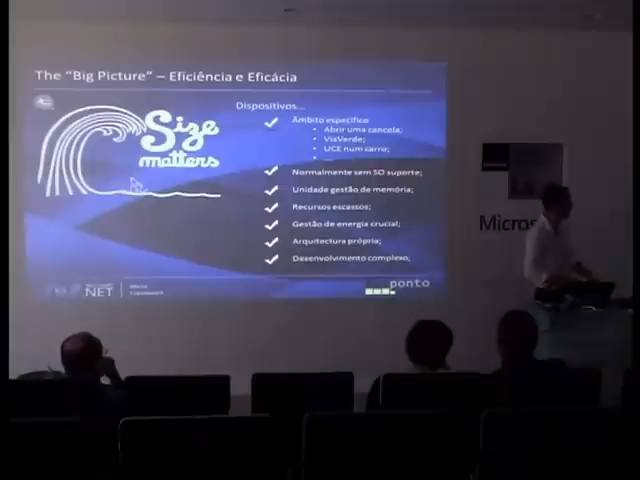 The “Big Picture” – Eficiência e Eficácia
Dispositivos...
Size
matters
Âmbito específico
• Abrir uma cancela;
• ViaVerde;
• UCE num carro;
•
Normalmente sem SO suporte;
Unidade gestão de memória;
Recursos escassos;
Gestão de energia crucial;
Arquitectura própria;
Desenvolvimento complexo;
NET
ponto
Micros